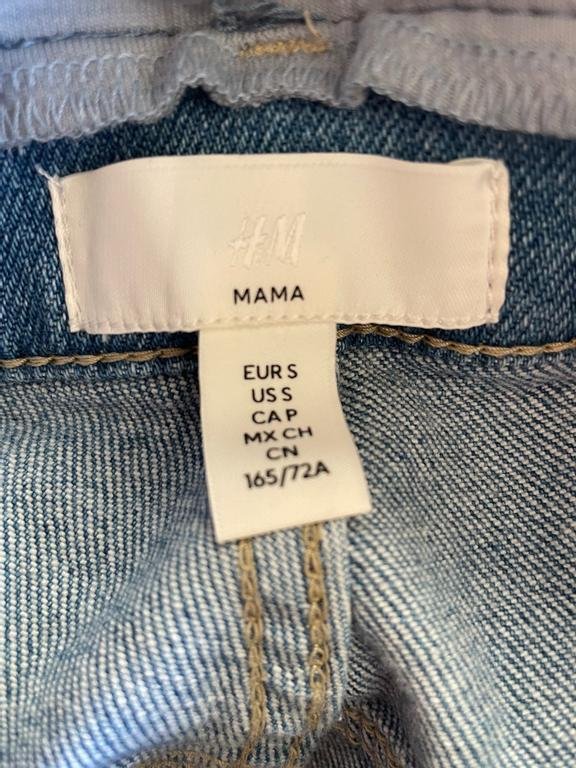 H&M
MAMA
EUR S
US S
CA P
MX CH
CN
165/72A